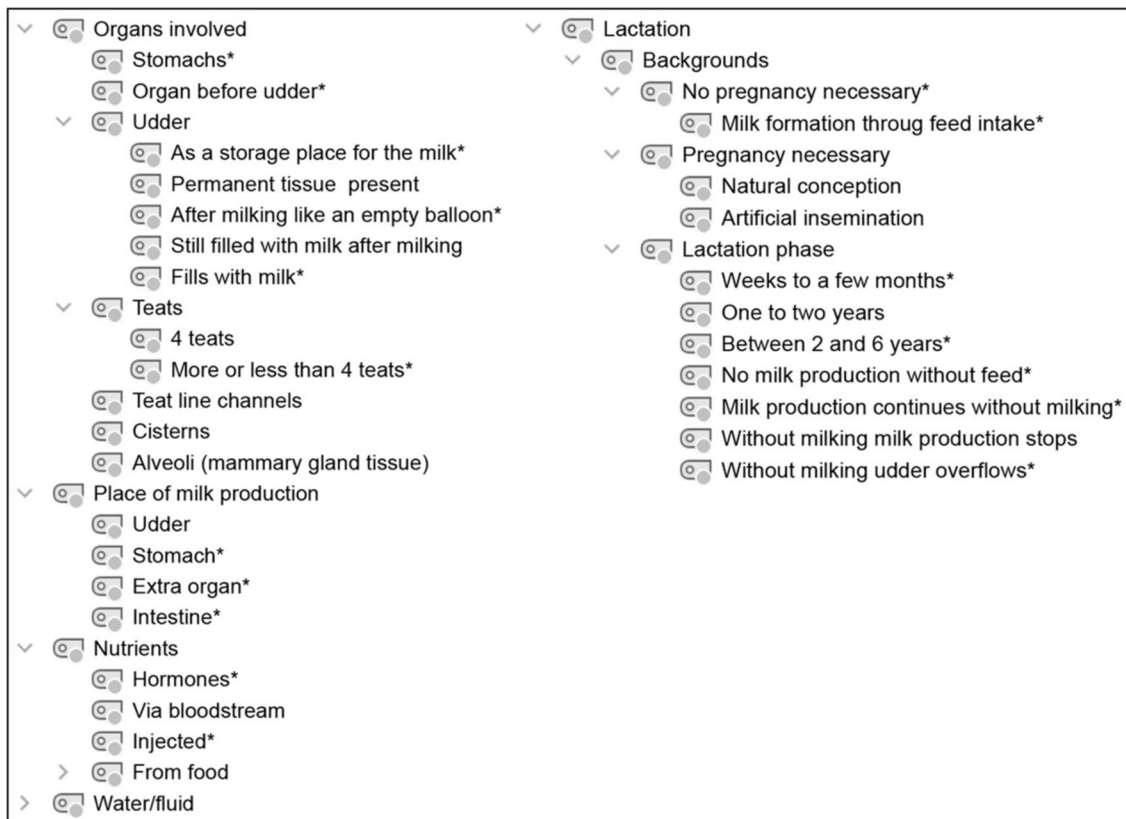 Organs involved
Stomachs*
Organ before udder*
Udder
As a storage place for the milk*
Permanent tissue present
After milking like an empty balloon*
Still filled with milk after milking
Fills with milk*
Teats
4 teats
More or less than 4 teats*
Teat line channels
Cisterns
Alveoli (mammary gland tissue)
Place of milk production
Udder
Stomach*
Extra organ*
Intestine*
Nutrients
Hormones*
Via bloodstream
Injected*
From food
Water/fluid
Lactation
Backgrounds
No pregnancy necessary*
Milk formation throug feed intake*
Pregnancy necessary
Natural conception
Artificial insemination
Lactation phase
Weeks to a few months*
One to two years
Between 2 and 6 years*
No milk production without feed*
Milk production continues without milking*
Without milking milk production stops
Without milking udder overflows*